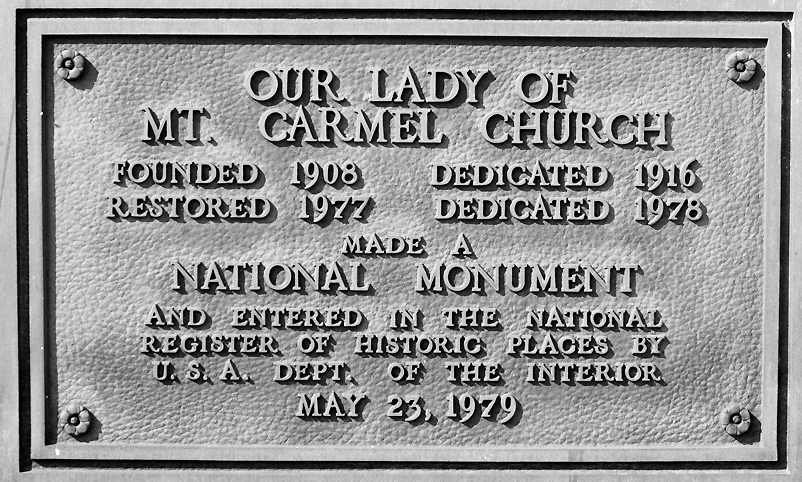 OUR LADY OF
MT. CARMEL CHURCH
FOUNDED 1908 DEDICATED 1916
RESTORED 1977 DEDICATED 1978
MADE A
NATIONAL MONUMENT
AND ENTERED IN THE NATIONAL
REGISTER OF HISTORIC PLACES BY
U.S.A. DEPT. OF THE INTERIOR
MAY 23, 1979